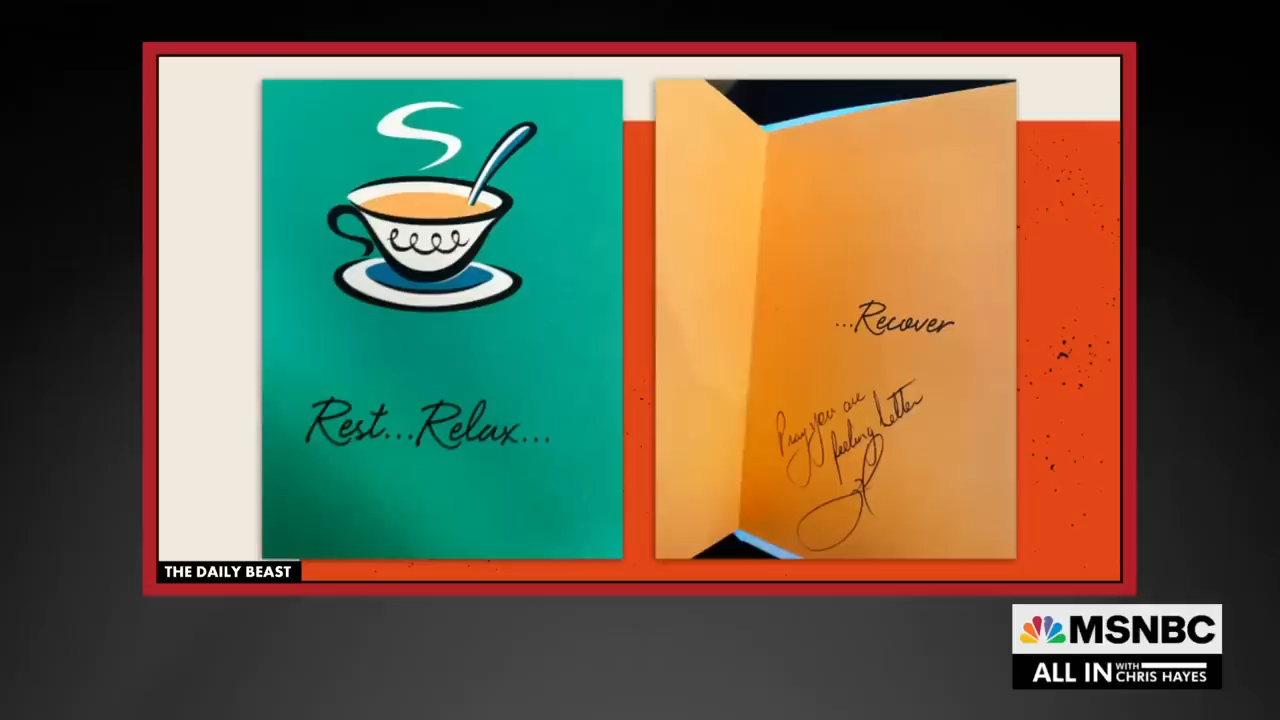 Rest...Relax...
...Recover
Pray you are
feeling better
THE DAILY BEAST
MSNBC
ALL IN WITH CHRIS HAYES